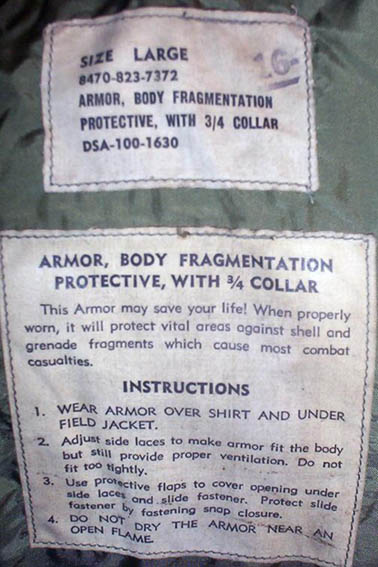 16-
SIZE LARGE
8470-823-7372
ARMOR, BODY FRAGMENTATION
PROTECTIVE, WITH 3/4 COLLAR
DSA-100-1630
ARMOR, BODY FRAGMENTATION
PROTECTIVE, WITH ¾ COLLAR
This Armor may save your life! When properly
worn, it will protect vital areas against shell and
grenade fragments which cause most combat
casualties.
INSTRUCTIONS
1. WEAR ARMOR OVER SHIRT AND UNDER
FIELD JACKET.
2. Adjust side laces to make armor fit the body
but still provide proper ventilation. Do not
fit too tightly.
3. Use protective flaps to cover opening under
side laces and slide fastener. Protect slide
fastener by fastening snap closure.
4. DO NOT DRY THE ARMOR NEAR AN
OPEN FLAME.